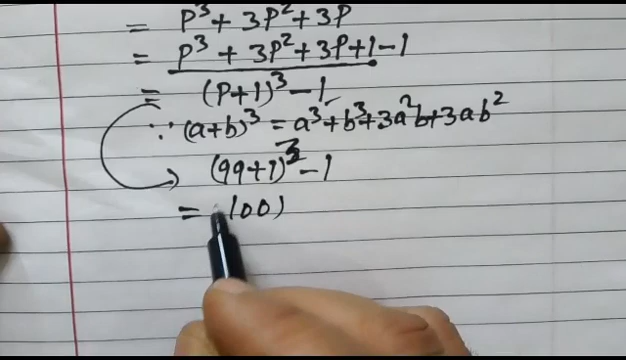 = p³ + 3p² + 3p
= p³ + 3p² + 3p + 1 - 1
= (p+1)³ - 1
∵ (a+b)³ = a³ + b³ + 3a²b + 3ab²
(99+1)³ - 1
= 100)